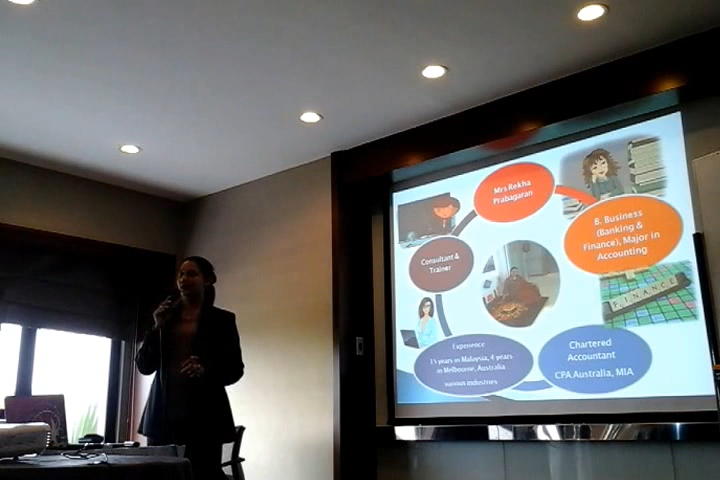 Mrs Rekha
Prabagaran
B. Business
(Banking &
Finance), Major in
Accounting
Consultant &
Trainer
FINANCE
Experience
15 years in Malaysia, 4 years
in Melbourne, Australia
various industries
Chartered
Accountant
CPA Australia, MIA